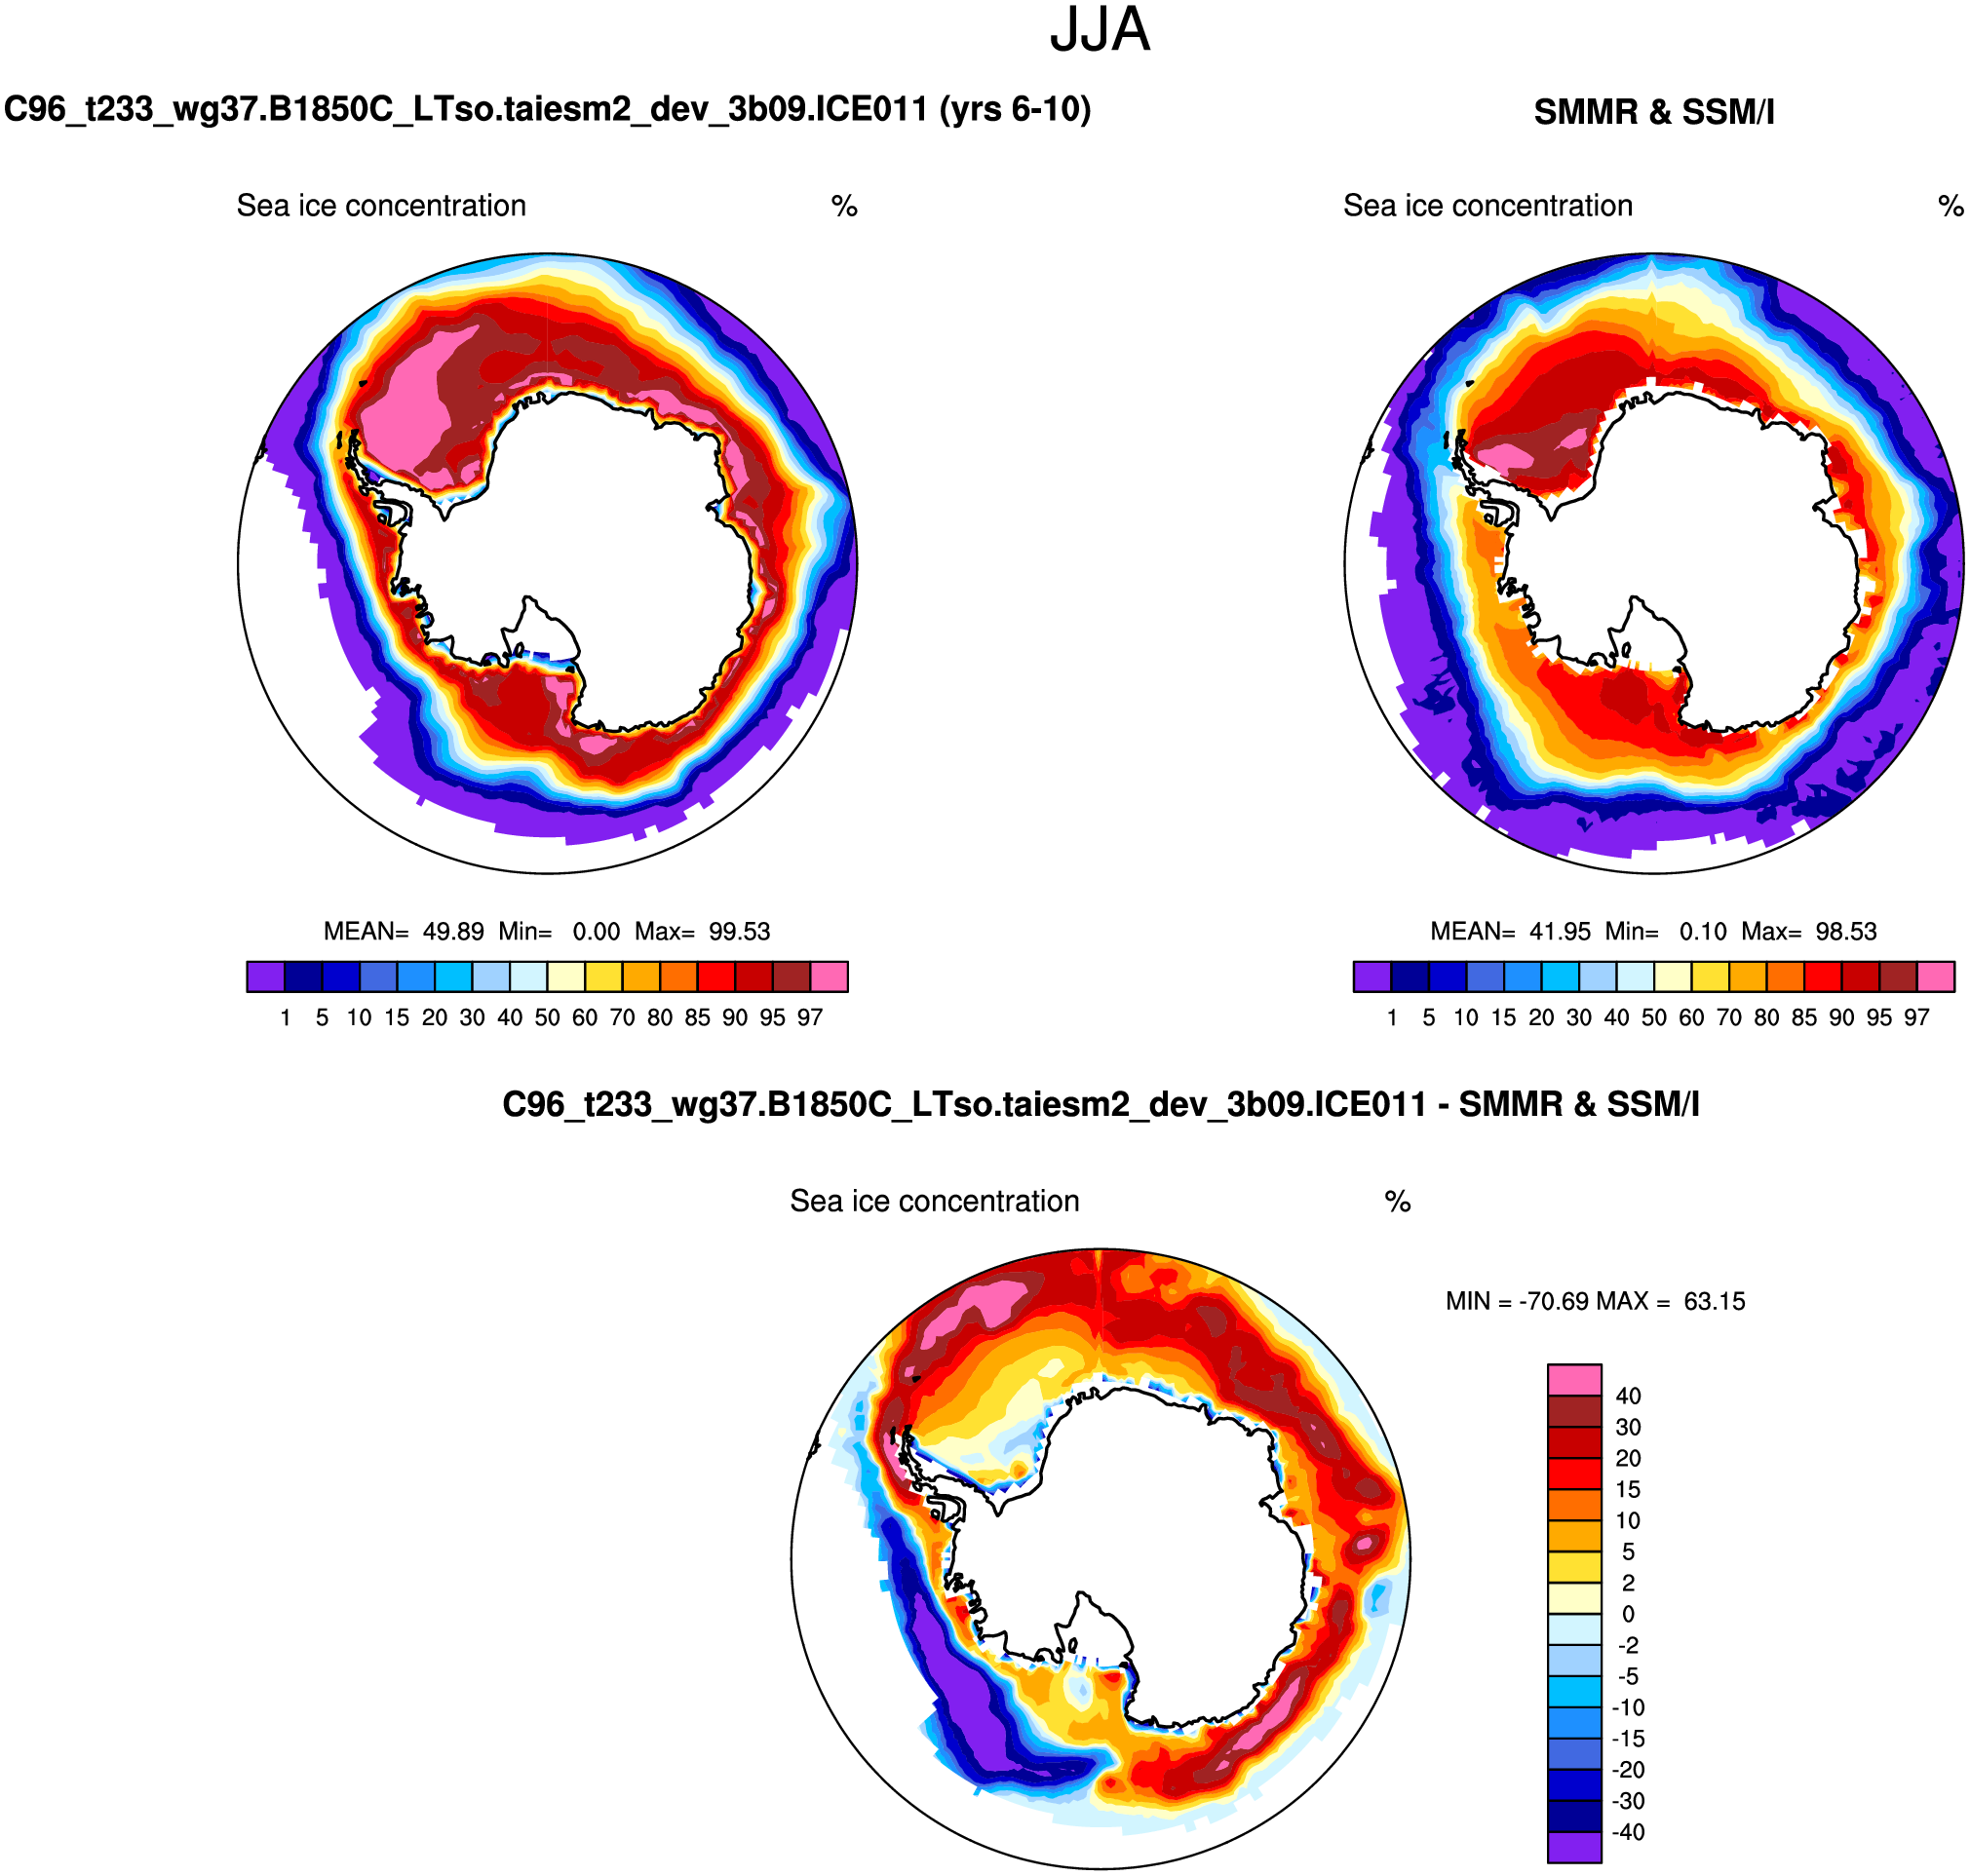 JJA
C96_t233_wg37.B1850C_LTso.taiesm2_dev_3b09.ICE011 (yrs 6-10)
SMMR & SSM/I
Sea ice concentration %
Sea ice concentration %
MEAN= 49.89 Min= 0.00 Max= 99.53
MEAN= 41.95 Min= 0.10 Max= 98.53
1 5 10 15 20 30 40 50 60 70 80 85 90 95 97
1 5 10 15 20 30 40 50 60 70 80 85 90 95 97
C96_t233_wg37.B1850C_LTso.taiesm2_dev_3b09.ICE011 - SMMR & SSM/I
Sea ice concentration %
MIN = -70.69 MAX = 63.15
40
30
20
15
10
5
2
0
-2
-5
-10
-15
-20
-30
-40